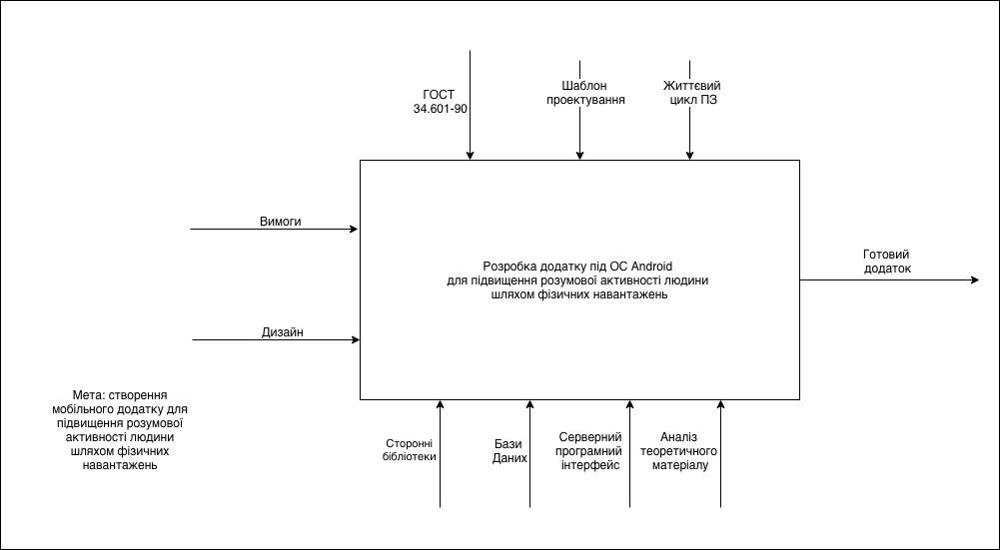 ГОСТ
34.601-90
Шаблон
проектування
Життєвий
цикл ПЗ
Вимоги
Дизайн
Розробка додатку під ОС Android
для підвищення розумової активності людини
шляхом фізичних навантажень
Готовий
додаток
Мета: створення
мобільного додатку для
підвищення розумової
активності людини
шляхом фізичних
навантажень
Сторонні
бібліотеки
Бази
Даних
Серверний
програмний
інтерфейс
Аналіз
теоретичного
матеріалу